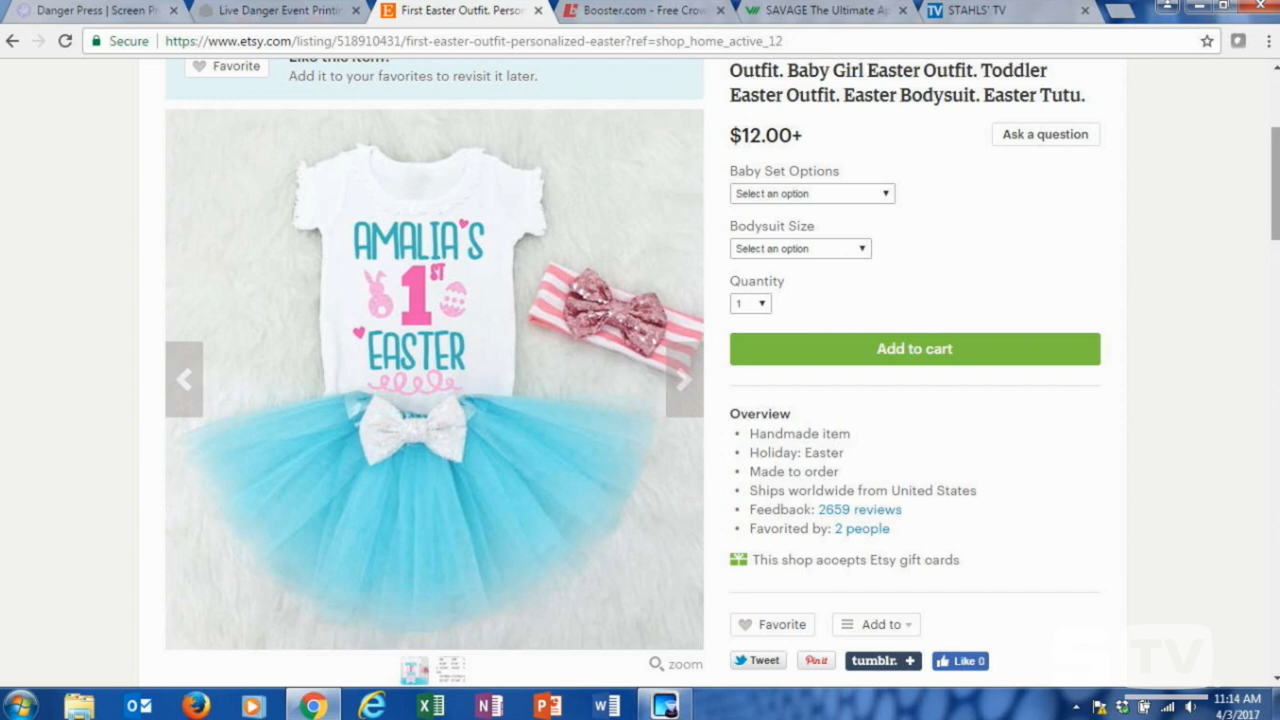 Danger Press | Screen P
Live Danger Event Printi
First Easter Outfit. Perso
Booster.com - Free Crow
SAVAGE The Ultimate A
TV STAHLS' TV
Secure
https://www.etsy.com/listing/518910431/first-easter-outfit-personalized-easter?ref=shop_home_active_12
Favorite
Add it to your favorites to revisit it later.
Outfit. Baby Girl Easter Outfit. Toddler
Easter Outfit. Easter Bodysuit. Easter Tutu.
$12.00+
Ask a question
Baby Set Options
Select an option
Bodysuit Size
Select an option
Quantity
1
Add to cart
AMALIA'S
1ST
EASTER
Overview
• Handmade item
• Holiday: Easter
• Made to order
• Ships worldwide from United States
• Feedback: 2659 reviews
• Favorited by: 2 people
This shop accepts Etsy gift cards
Favorite
Add to
Tweet
Pin it
tumblr. +
Like 0
zoom
TV
11:14 AM
4/3/2017